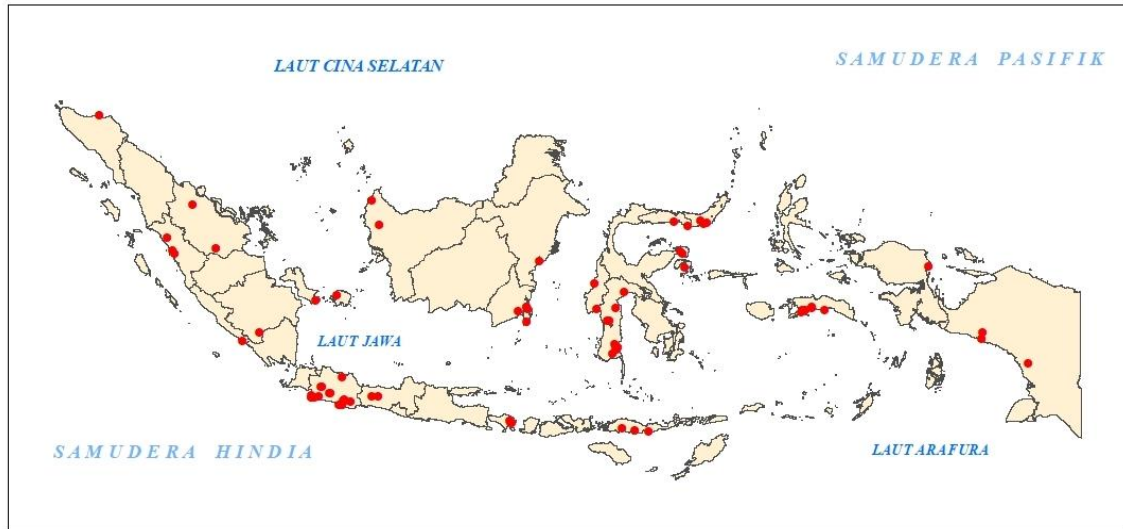 SAMUDERA PASIFIK
LAUT CINA SELATAN
LAUT JAWA
SAMUDERA HINDIA
LAUT ARAFURA